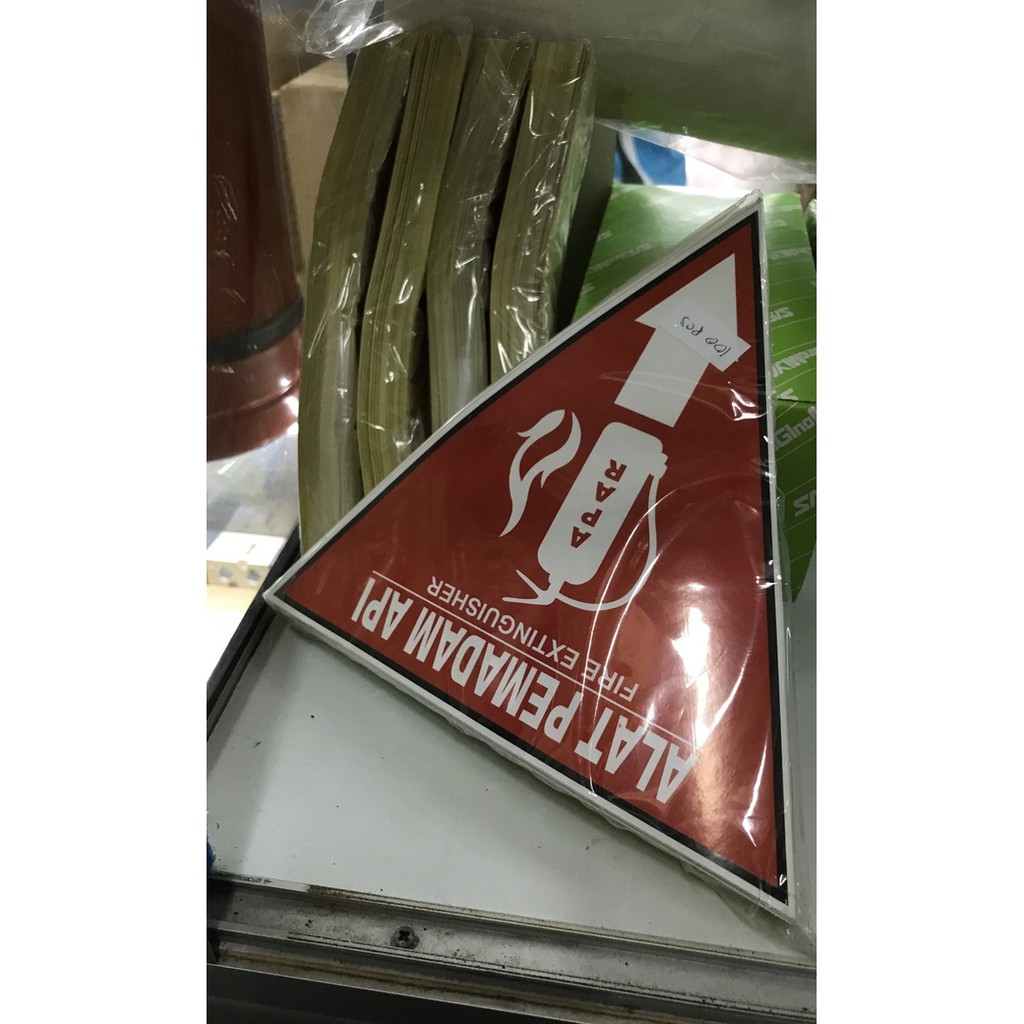 ALAT PEMADAM API
FIRE EXTINGUISHER
APAR
100 PCS